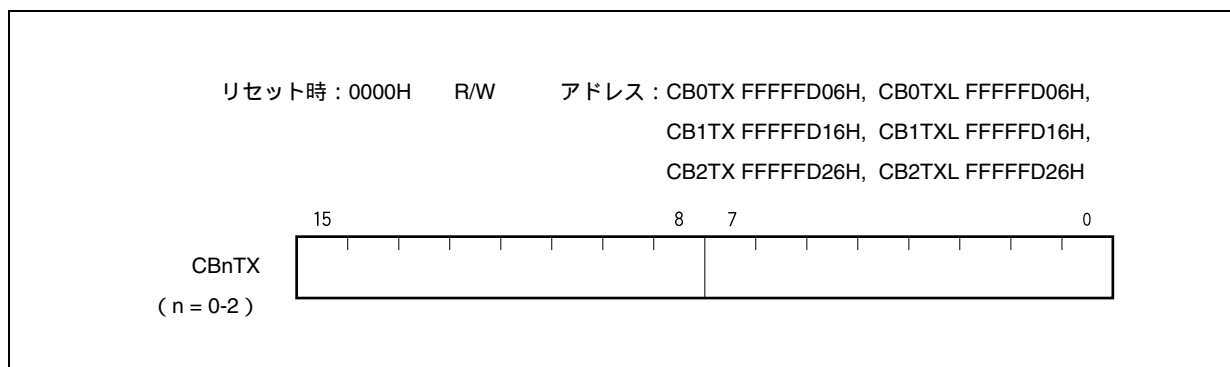 リセット時：0000H R/W アドレス：CB0TX FFFFFD06H, CB0TXL FFFFFD06H,
CB1TX FFFFFD16H, CB1TXL FFFFFD16H,
CB2TX FFFFFD26H, CB2TXL FFFFFD26H
15 8 7 0
CBnTX
（n = 0-2）